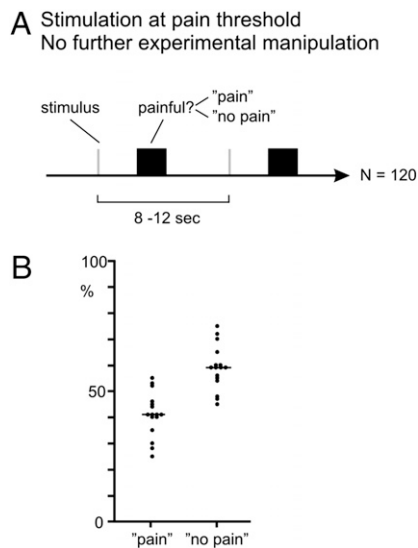 A Stimulation at pain threshold
No further experimental manipulation
stimulus
painful?
"pain"
"no pain"
N = 120
8 -12 sec
B
100
%
50
0
"pain"
"no pain"